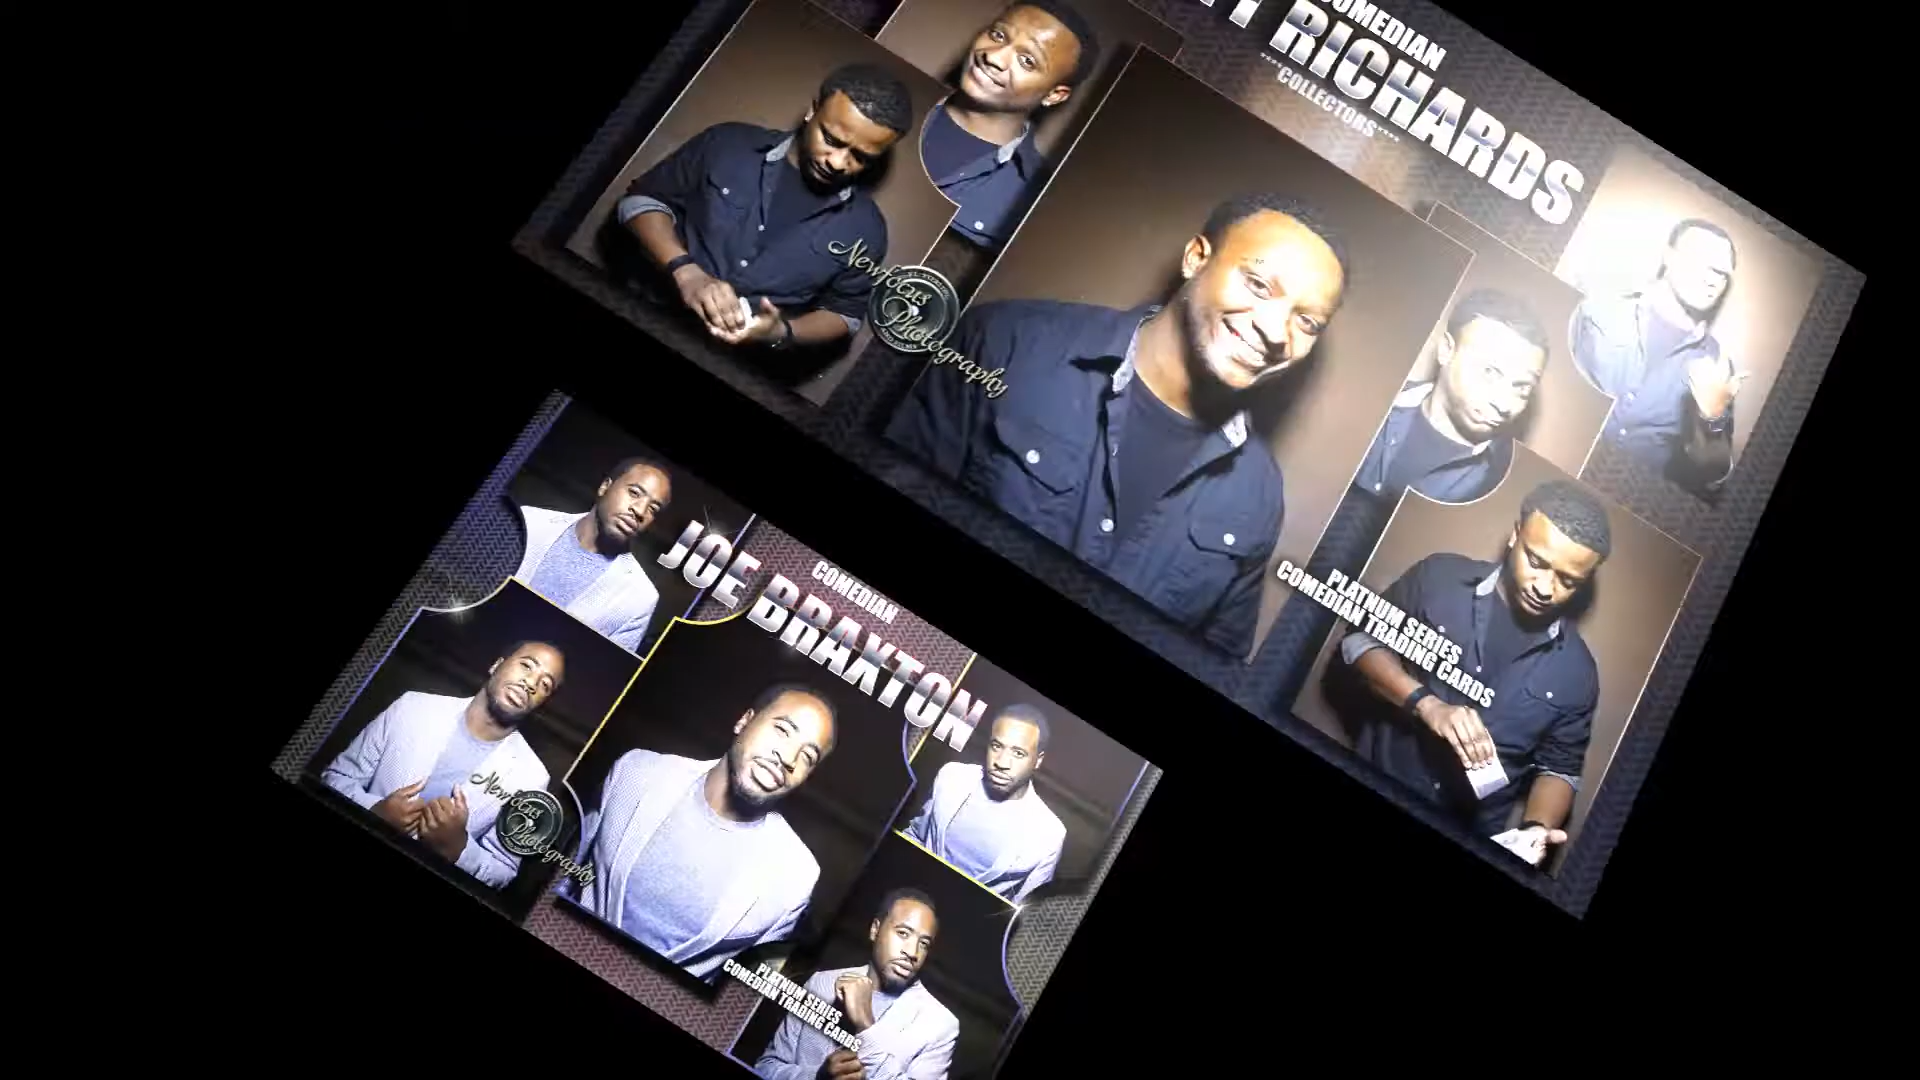 COMEDIAN
RICHARDS
****COLLECTORS****
Newfocus
Photography
PLATNUM SERIES
COMEDIAN TRADING CARDS
COMEDIAN
JOE BRAXTON
Newfocus
Photography
PLATNUM SERIES
COMEDIAN TRADING CARDS